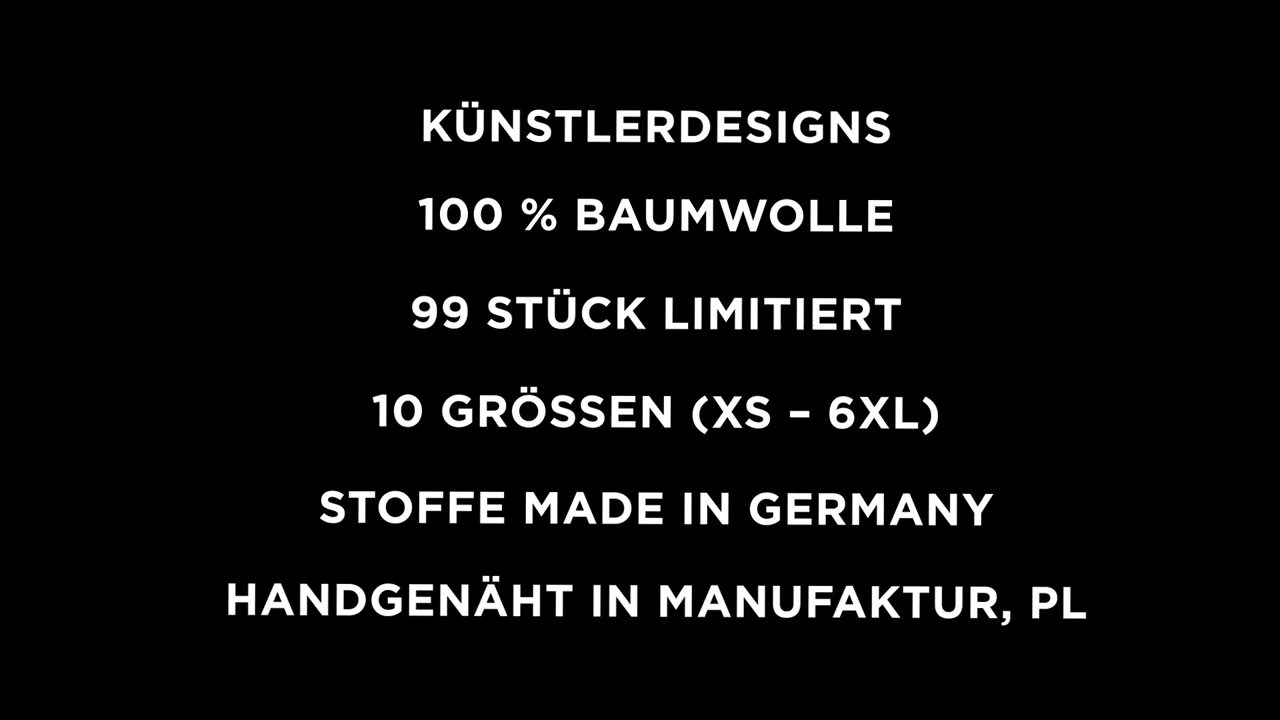 KÜNSTLERDESIGNS
100 % BAUMWOLLE
99 STÜCK LIMITIERT
10 GRÖSSEN (XS – 6XL)
STOFFE MADE IN GERMANY
HANDGENÄHT IN MANUFAKTUR, PL